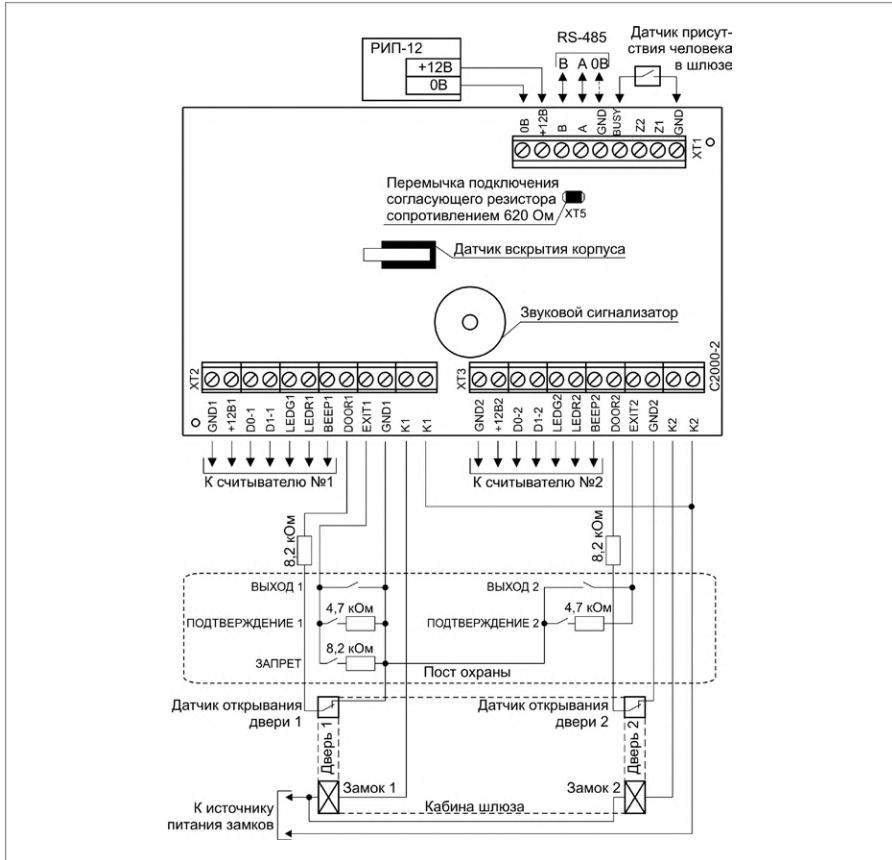 РИП-12
+12В
0В
RS-485
В А 0В
Датчик присут-
ствия человека
в шлюзе
0В
+12В
В
А
GND
BUSY
Z2
Z1
GND
XT1
Перемычка подключения
согласующего резистора
сопротивлением 620 Ом
XT5
Датчик вскрытия корпуса
Звуковой сигнализатор
С2000-2
XT2
XT3
GND1
+12В1
D0-1
D1-1
LEDG1
LEDR1
BEEP1
DOOR1
EXIT1
GND1
K1
K1
GND2
+12В2
D0-2
D1-2
LEDG2
LEDR2
BEEP2
DOOR2
EXIT2
GND2
K2
K2
К считывателю №1
К считывателю №2
8,2 кОм
8,2 кОм
ВЫХОД 1
ВЫХОД 2
4,7 кОм
4,7 кОм
ПОДТВЕРЖДЕНИЕ 1
ПОДТВЕРЖДЕНИЕ 2
8,2 кОм
ЗАПРЕТ
Пост охраны
Датчик открывания
двери 1
Датчик открывания
двери 2
Дверь 1
Дверь 2
Замок 1
Замок 2
К источнику
питания замков
Кабина шлюза